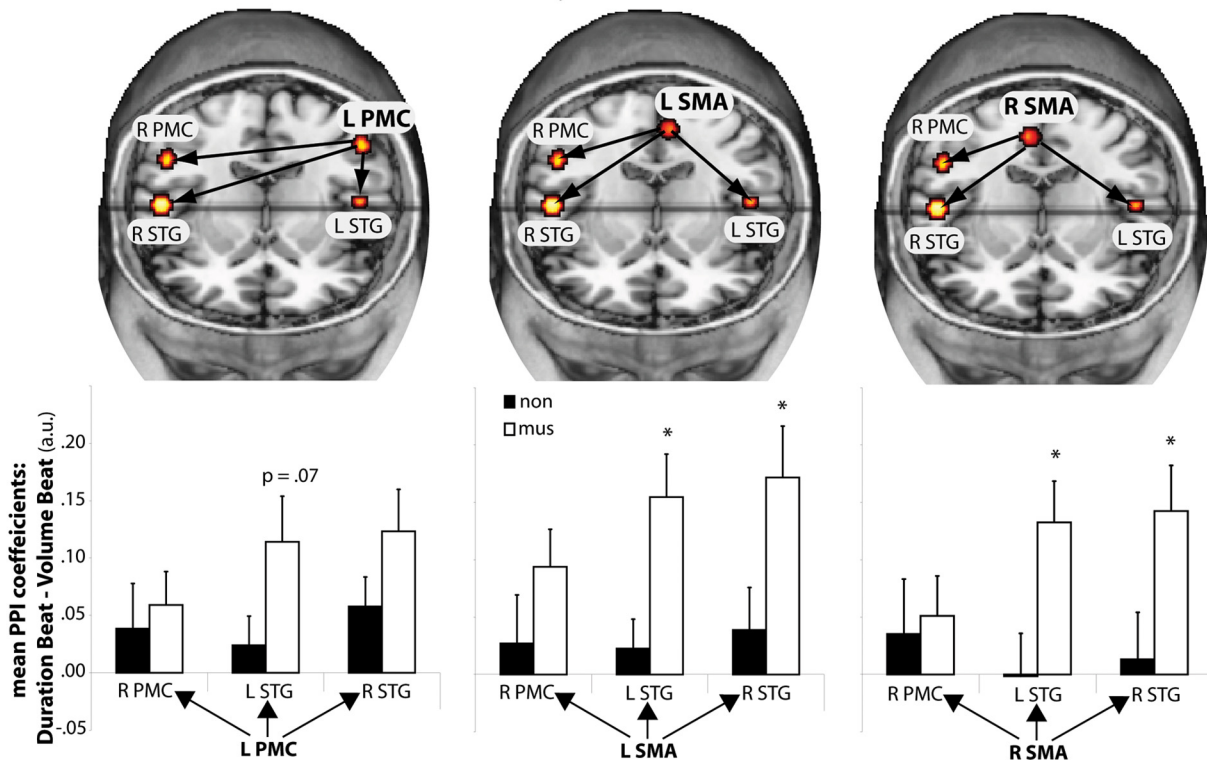 L PMC
R PMC
R STG
L STG
L SMA
R PMC
R STG
L STG
R SMA
R PMC
R STG
L STG
mean PPI coeffeicients:
Duration Beat - Volume Beat (a.u.)
.20
.15
.10
.05
.00
-.05
p = .07
R PMC
L STG
R STG
L PMC
non
mus
*
*
R PMC
L STG
R STG
L SMA
*
*
R PMC
L STG
R STG
R SMA